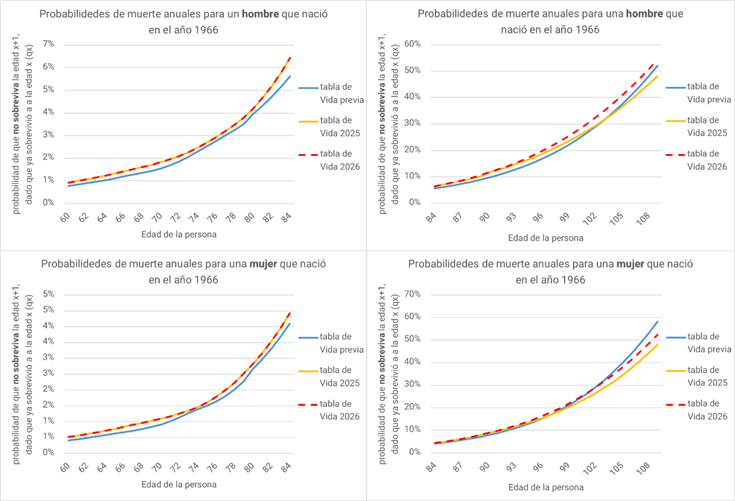 Probabilidedes de muerte anuales para un hombre que nació
en el año 1966
probabilidad de que no sobreviva la edad x+1,
dado que ya sobrevivió a a la edad x (qx)
7%
6%
5%
4%
3%
2%
1%
0%
60
62
64
66
68
70
72
74
76
78
80
82
84
Edad de la persona
tabla de
Vida previa
tabla de
Vida 2025
tabla de
Vida 2026
Probabilidedes de muerte anuales para una hombre que
nació en el año 1966
probabilidad de que no sobreviva la edad x+1,
dado que ya sobrevivió a a la edad x (qx)
60%
50%
40%
30%
20%
10%
0%
84
87
90
93
96
99
102
105
108
Edad de la persona
tabla de
Vida previa
tabla de
Vida 2025
tabla de
Vida 2026
Probabilidedes de muerte anuales para una mujer que nació
en el año 1966
probabilidad de que no sobreviva la edad x+1,
dado que ya sobrevivió a a la edad x (qx)
5%
4%
4%
3%
3%
2%
2%
1%
1%
0%
60
62
64
66
68
70
72
74
76
78
80
82
84
Edad de la persona
tabla de
Vida previa
tabla de
Vida 2025
tabla de
Vida 2026
Probabilidedes de muerte anuales para una mujer que nació
en el año 1966
probabilidad de que no sobreviva la edad x+1,
dado que ya sobrevivió a a la edad x (qx)
70%
60%
50%
40%
30%
20%
10%
0%
84
87
90
93
96
99
102
105
108
Edad de la persona
tabla de
Vida previa
tabla de
Vida 2025
tabla de
Vida 2026